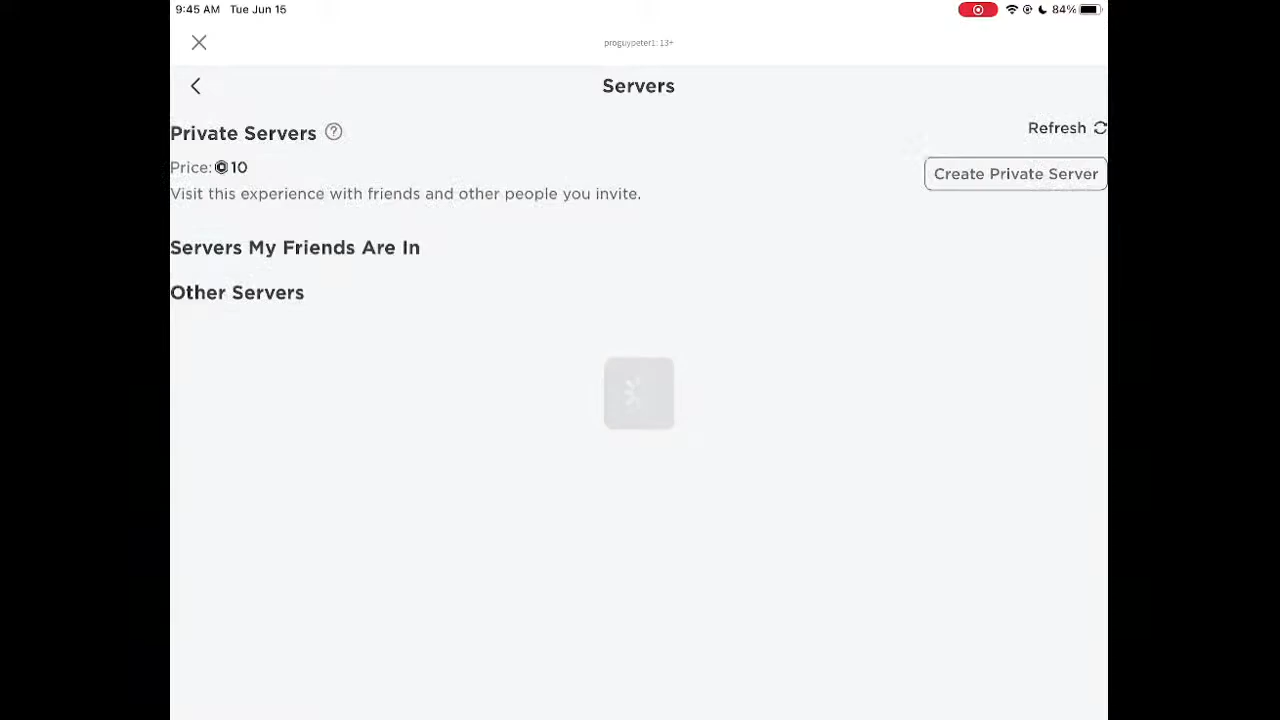 9:45 AM Tue Jun 15
84%
proguypeter1: 13+
Servers
Private Servers
Refresh
Price: 10
Create Private Server
Visit this experience with friends and other people you invite.
Servers My Friends Are In
Other Servers